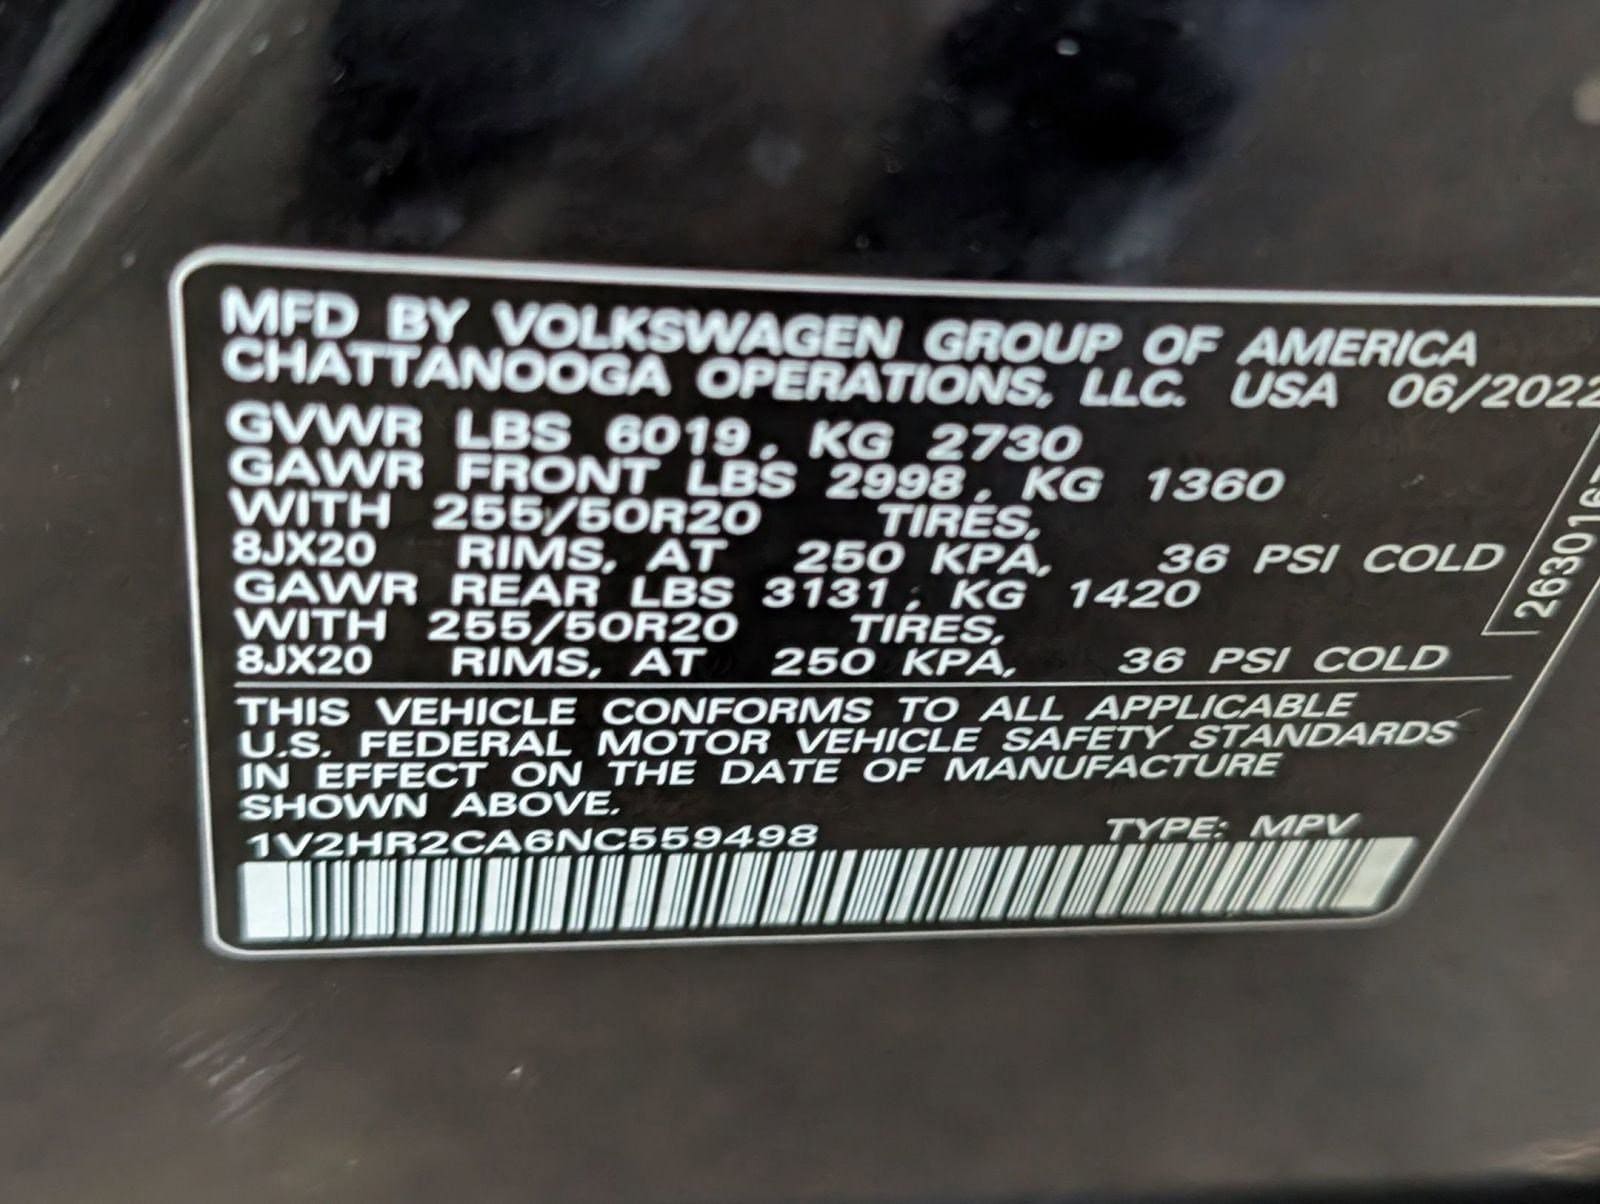 MFD BY VOLKSWAGEN GROUP OF AMERICA
CHATTANOOGA OPERATIONS, LLC. USA 06/2022
GVWR LBS 6019, KG 2730
GAWR FRONT LBS 2998, KG 1360
WITH 255/50R20 TIRES,
8JX20 RIMS, AT 250 KPA, 36 PSI COLD
GAWR REAR LBS 3131, KG 1420
WITH 255/50R20 TIRES,
8JX20 RIMS, AT 250 KPA, 36 PSI COLD
THIS VEHICLE CONFORMS TO ALL APPLICABLE
U.S. FEDERAL MOTOR VEHICLE SAFETY STANDARDS
IN EFFECT ON THE DATE OF MANUFACTURE
SHOWN ABOVE.
1V2HR2CA6NC559498 TYPE: MPV